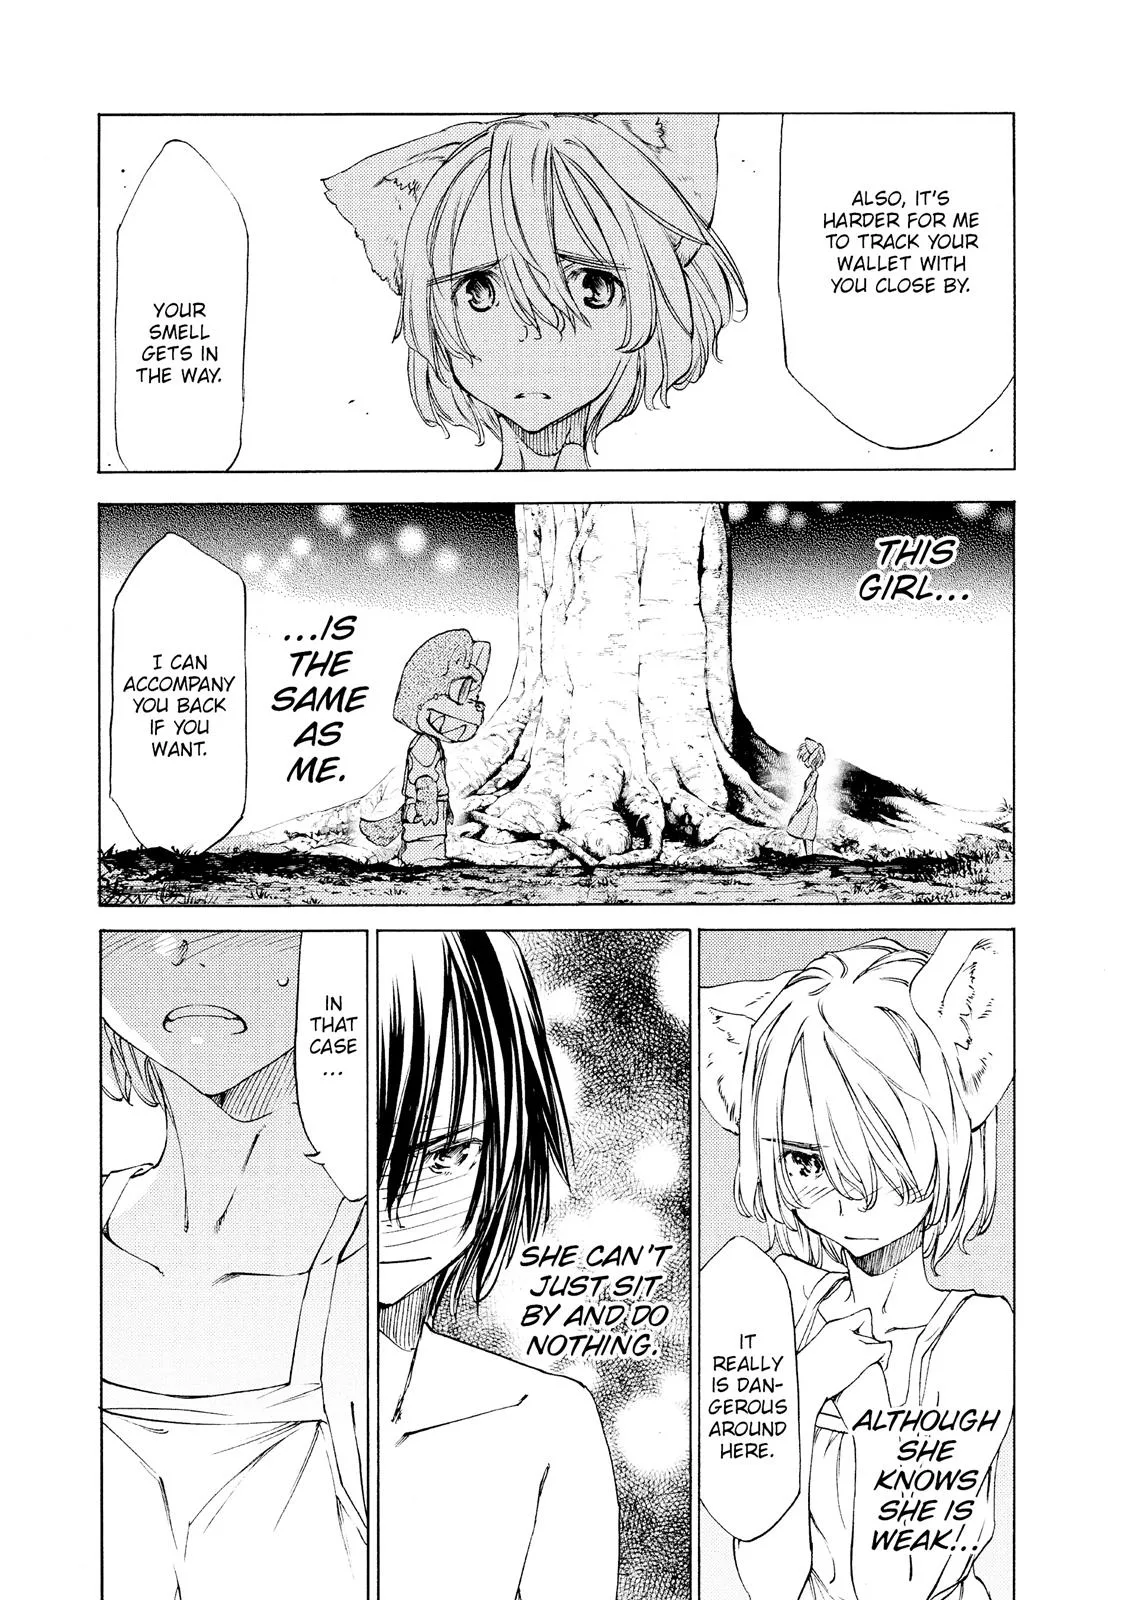 ALSO, IT'S
HARDER FOR ME
TO TRACK YOUR
WALLET WITH
YOU CLOSE BY.
YOUR
SMELL
GETS IN
THE WAY.
THIS
GIRL...
...IS
THE
SAME
AS
ME.
I CAN
ACCOMPANY
YOU BACK
IF YOU
WANT.
IT
REALLY
IS DAN-
GEROUS
AROUND
HERE.
ALTHOUGH
SHE
KNOWS
SHE IS
WEAK!..
SHE CAN'T
JUST SIT
BY AND DO
NOTHING.
IN
THAT
CASE
...